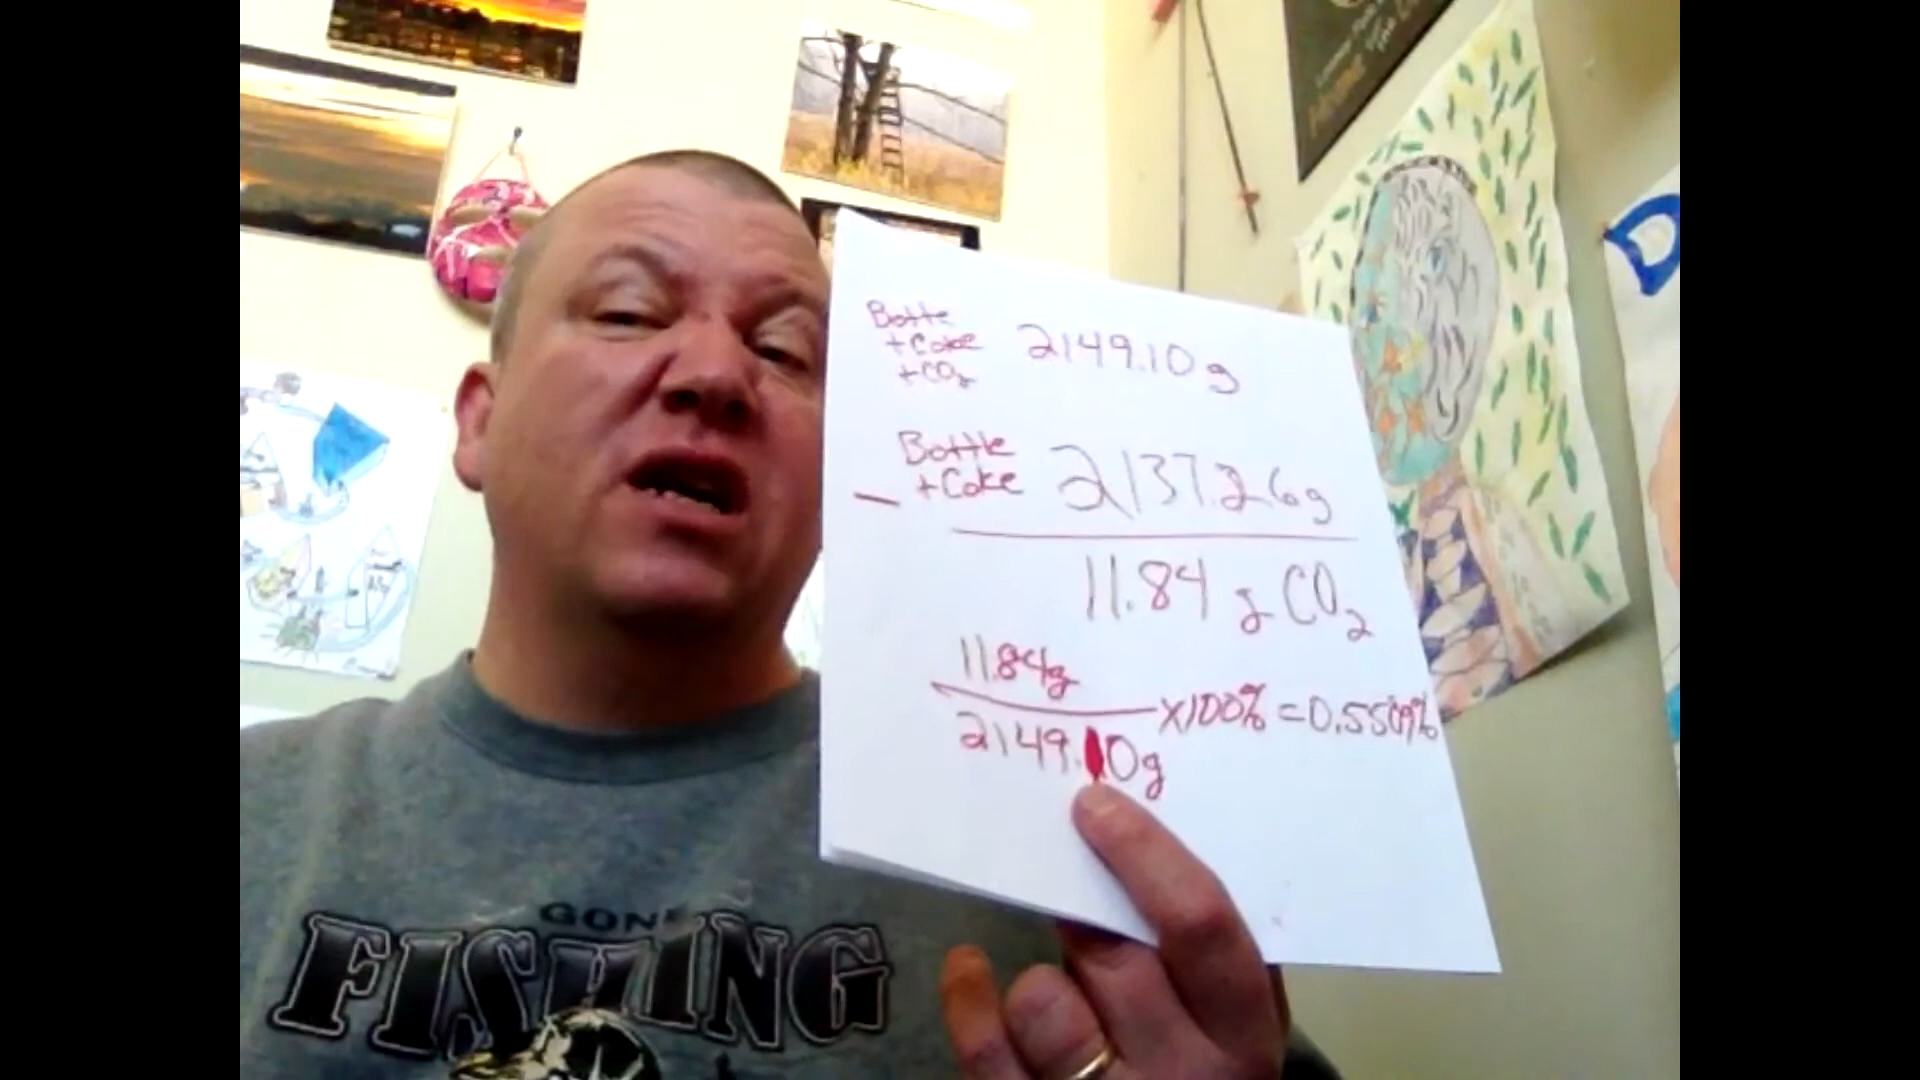 Bottle
+Coke
+CO₂
2149.10g
Bottle
+Coke
2137.26g
—
11.84 g CO₂
11.84g
2149.10g
x100% = 0.5509%
GONE
FISHING